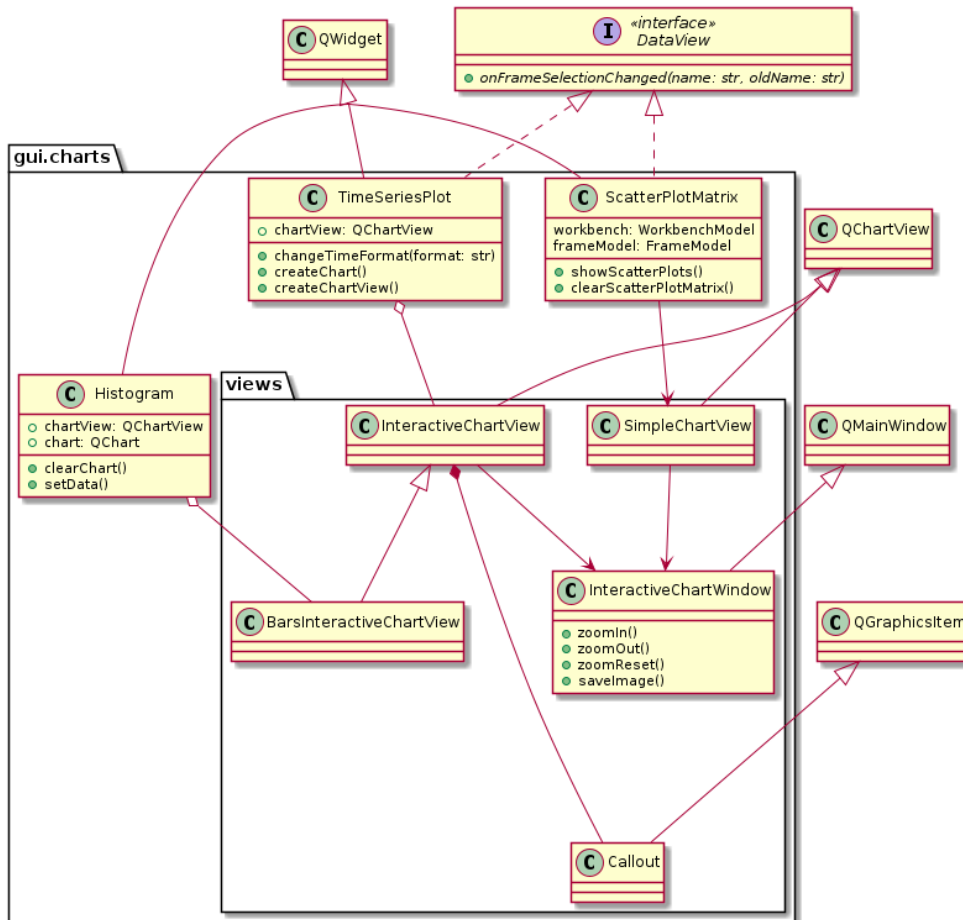 QWidget
«interface»
DataView
onFrameSelectionChanged(name: str, oldName: str)
gui.charts
TimeSeriesPlot
chartView: QChartView
changeTimeFormat(format: str)
createChart()
createChartView()
ScatterPlotMatrix
workbench: WorkbenchModel
frameModel: FrameModel
showScatterPlots()
clearScatterPlotMatrix()
QChartView
Histogram
chartView: QChartView
chart: QChart
clearChart()
setData()
views
InteractiveChartView
SimpleChartView
QMainWindow
BarsInteractiveChartView
InteractiveChartWindow
zoomIn()
zoomOut()
zoomReset()
saveImage()
QGraphicsItem
Callout